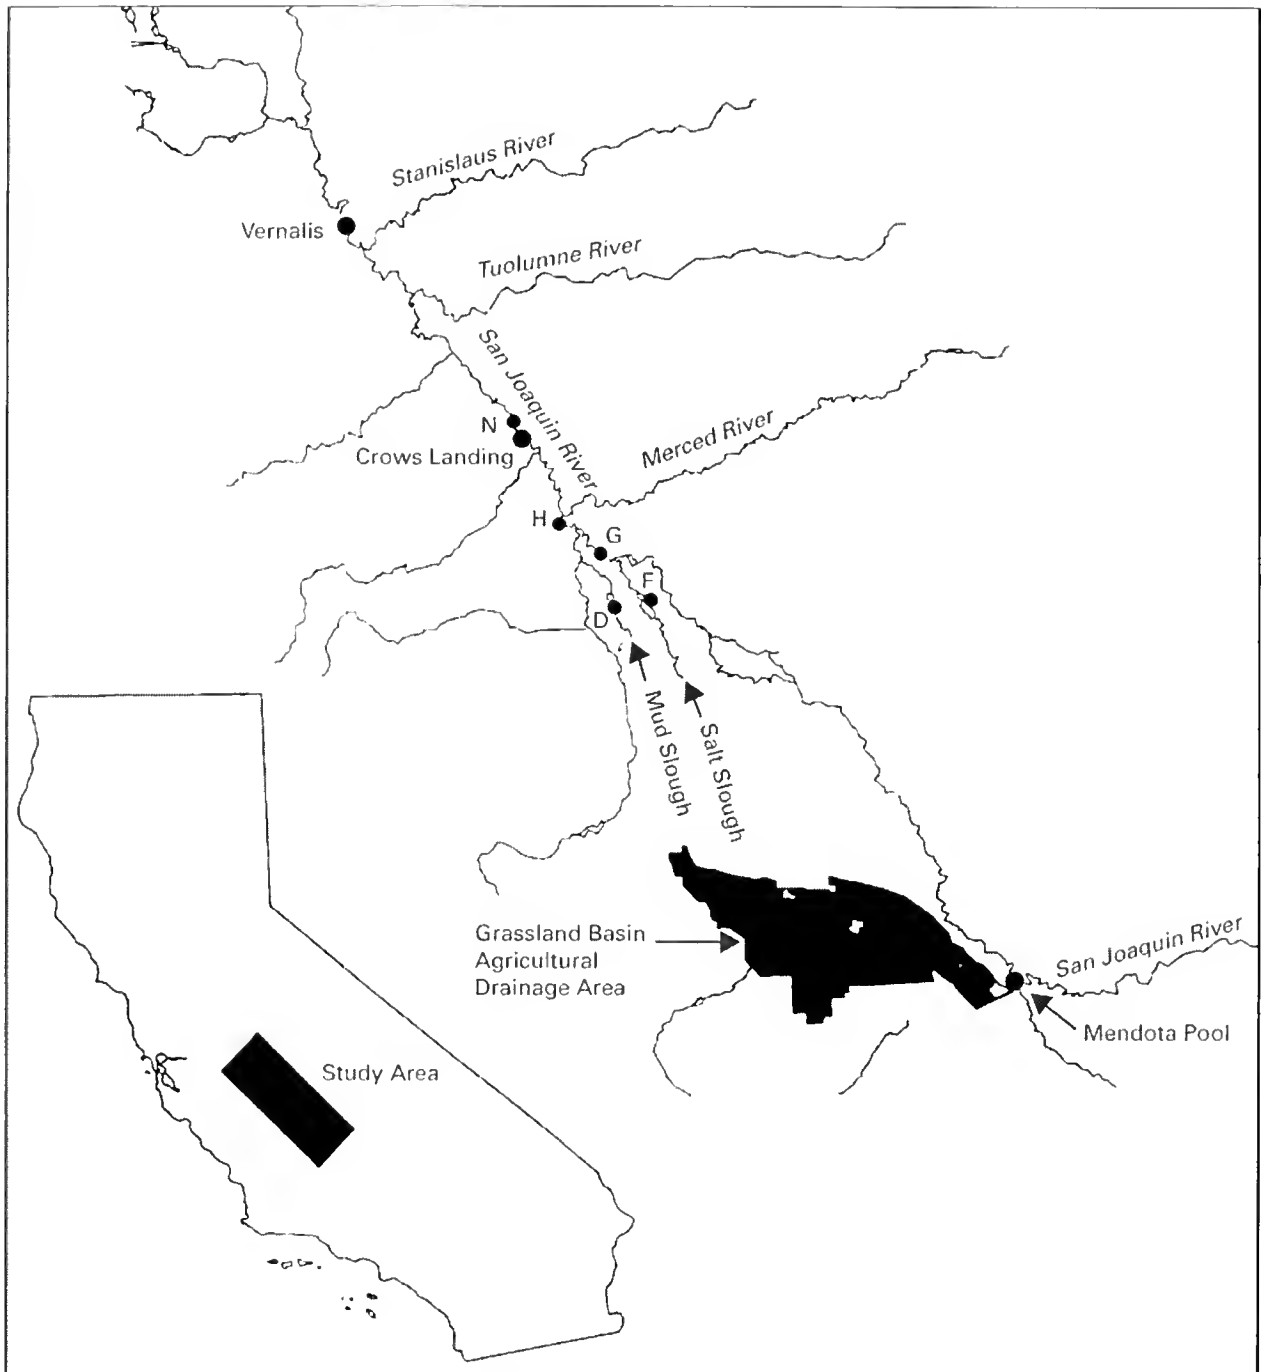 Stanislaus River
Vernalis
Tuolumne River
San Joaquin River
N
Crows Landing
Merced River
H
G
F
D
Mud Slough
Salt Slough
Grassland Basin
Agricultural
Drainage Area
San Joaquin River
Mendota Pool
Study Area